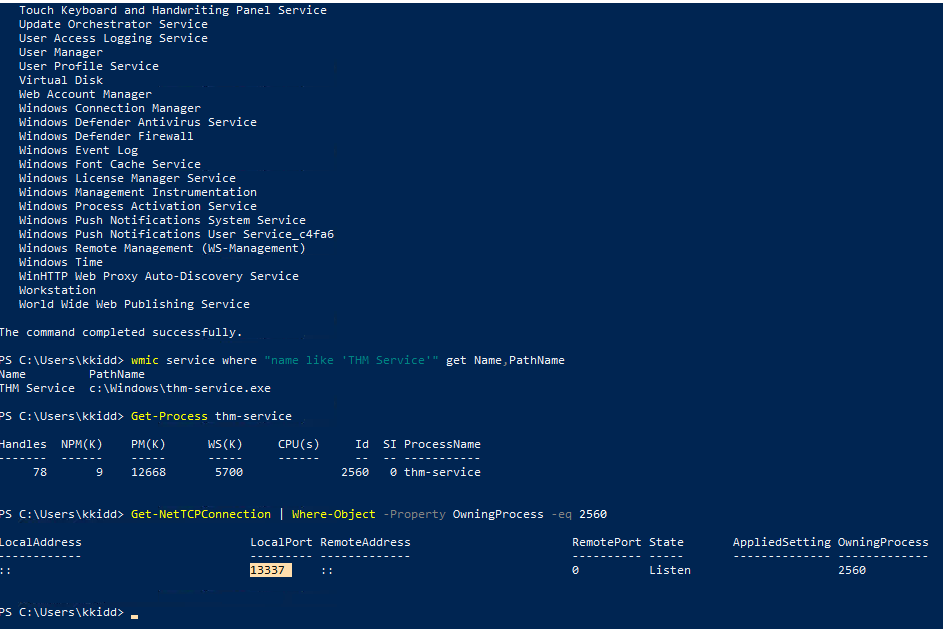 Touch Keyboard and Handwriting Panel Service
Update Orchestrator Service
User Access Logging Service
User Manager
User Profile Service
Virtual Disk
Web Account Manager
Windows Connection Manager
Windows Defender Antivirus Service
Windows Defender Firewall
Windows Event Log
Windows Font Cache Service
Windows License Manager Service
Windows Management Instrumentation
Windows Process Activation Service
Windows Push Notifications System Service
Windows Push Notifications User Service_c4fa6
Windows Remote Management (WS-Management)
Windows Time
WinHTTP Web Proxy Auto-Discovery Service
Workstation
World Wide Web Publishing Service
The command completed successfully.
PS C:\Users\kkidd> wmic service where "name like 'THM Service'" get Name,PathName
Name PathName
THM Service c:\Windows\thm-service.exe
PS C:\Users\kkidd> Get-Process thm-service
Handles NPM(K) PM(K) WS(K) CPU(s) Id SI ProcessName
------- ------ ----- ----- ------ -- -- -----------
78 9 12668 5700 2560 0 thm-service
PS C:\Users\kkidd> Get-NetTCPConnection | Where-Object -Property OwningProcess -eq 2560
LocalAddress LocalPort RemoteAddress RemotePort State AppliedSetting OwningProcess
------------ --------- ------------- ---------- ----- -------------- -------------
:: 13337 :: 0 Listen 2560
PS C:\Users\kkidd>